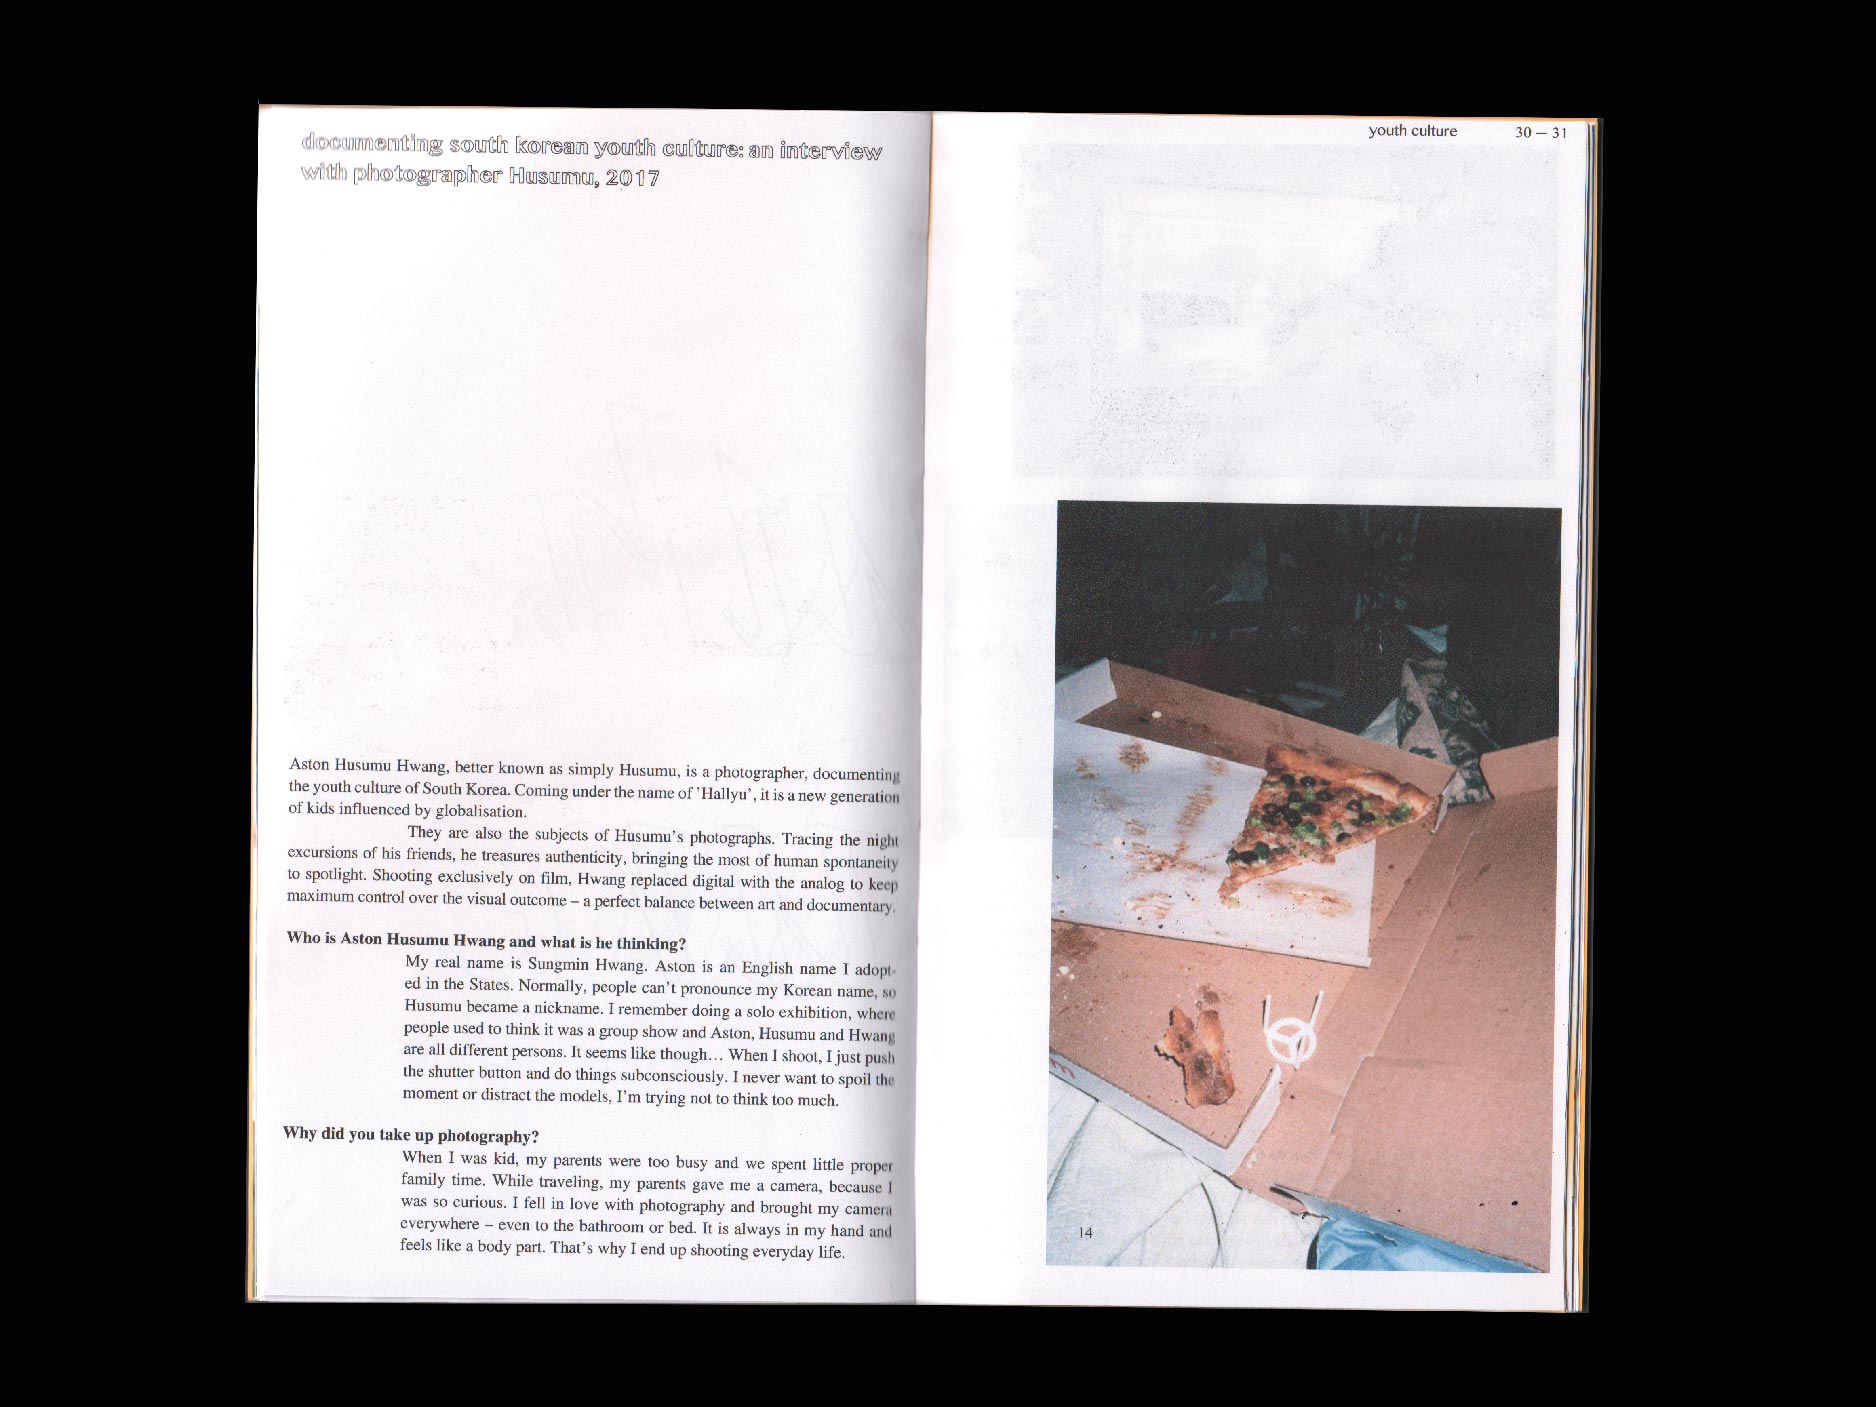 documenting south korean youth culture: an interview
with photographer Husumu, 2017
youth culture 30 – 31
Aston Husumu Hwang, better known as simply Husumu, is a photographer, documenting
the youth culture of South Korea. Coming under the name of ’Hallyu’, it is a new generation
of kids influenced by globalisation.
They are also the subjects of Husumu’s photographs. Tracing the night
excursions of his friends, he treasures authenticity, bringing the most of human spontaneity
to spotlight. Shooting exclusively on film, Hwang replaced digital with the analog to keep
maximum control over the visual outcome – a perfect balance between art and documentary.
Who is Aston Husumu Hwang and what is he thinking?
My real name is Sungmin Hwang. Aston is an English name I adopt-
ed in the States. Normally, people can’t pronounce my Korean name, so
Husumu became a nickname. I remember doing a solo exhibition, where
people used to think it was a group show and Aston, Husumu and Hwang
are all different persons. It seems like though… When I shoot, I just push
the shutter button and do things subconsciously. I never want to spoil the
moment or distract the models, I’m trying not to think too much.
Why did you take up photography?
When I was kid, my parents were too busy and we spent little proper
family time. While traveling, my parents gave me a camera, because I
was so curious. I fell in love with photography and brought my camera
everywhere – even to the bathroom or bed. It is always in my hand and
feels like a body part. That’s why I end up shooting everyday life.
14